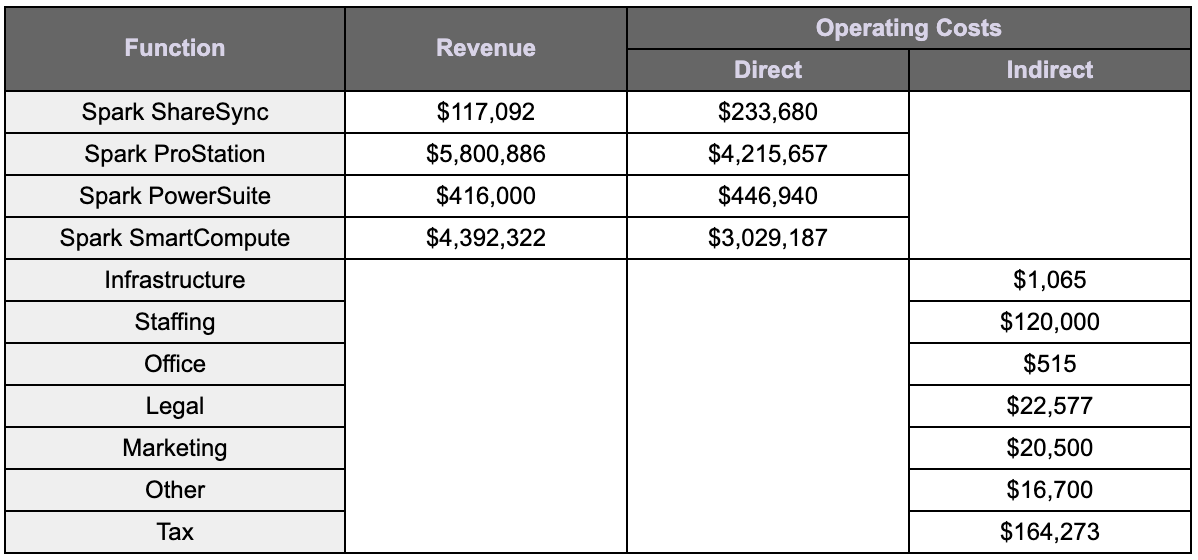 Function Revenue Operating Costs
Direct Indirect
Spark ShareSync $117,092 $233,680
Spark ProStation $5,800,886 $4,215,657
Spark PowerSuite $416,000 $446,940
Spark SmartCompute $4,392,322 $3,029,187
Infrastructure $1,065
Staffing $120,000
Office $515
Legal $22,577
Marketing $20,500
Other $16,700
Tax $164,273